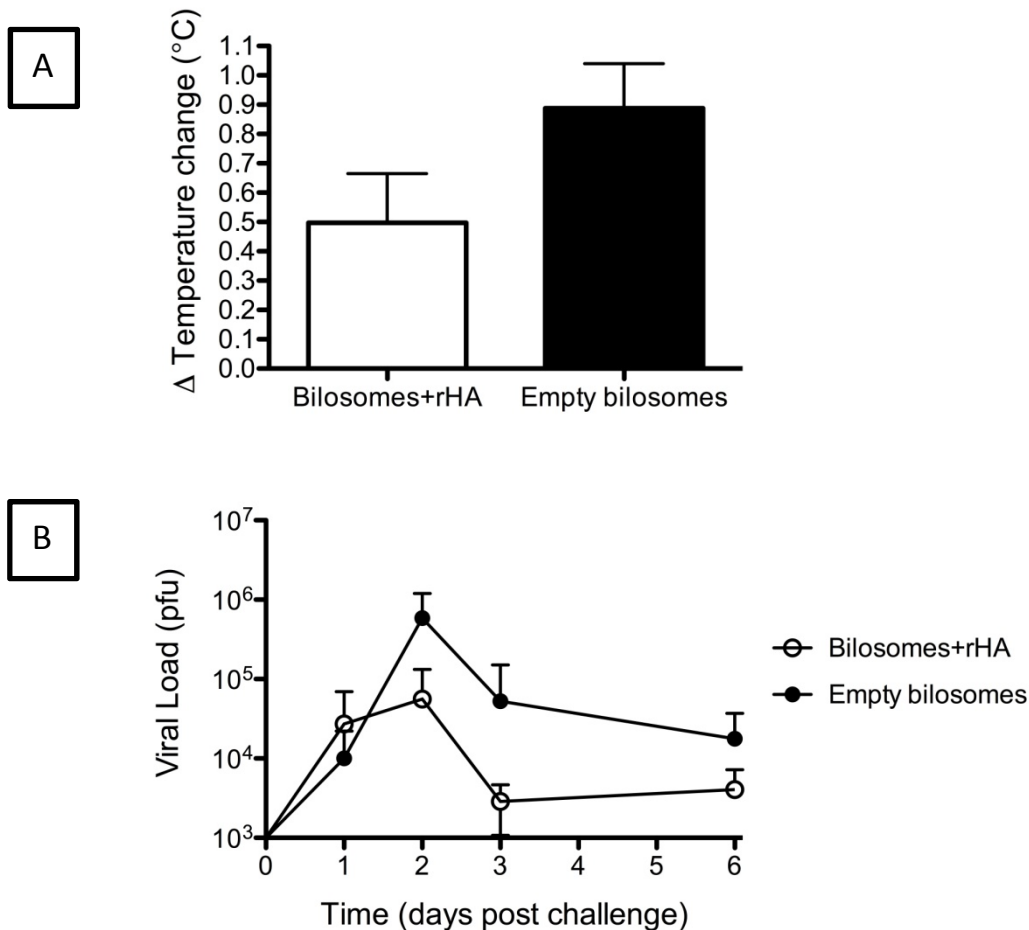 A
Δ Temperature change (°C)
1.1
1.0
0.9
0.8
0.7
0.6
0.5
0.4
0.3
0.2
0.1
0.0
Bilosomes+rHA
Empty bilosomes
B
Viral Load (pfu)
10⁷
10⁶
10⁵
10⁴
10³
0 1 2 3 4 5 6
Time (days post challenge)
Bilosomes+rHA
Empty bilosomes